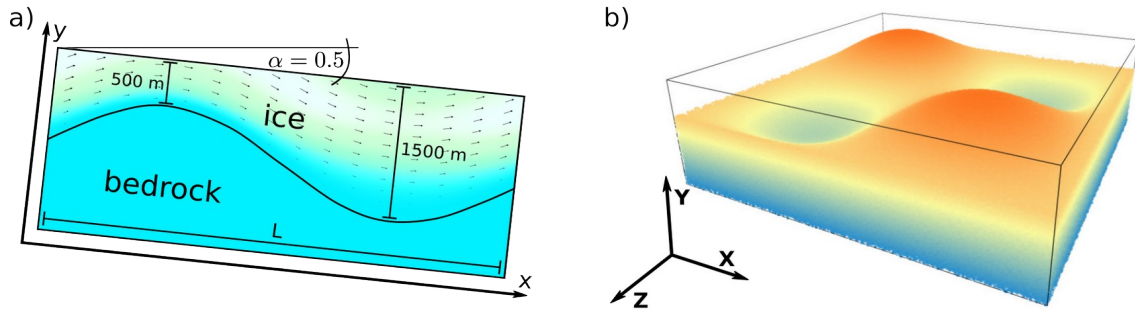 a)
y
α = 0.5
500 m
ice
1500 m
bedrock
L
x
b)
Y
X
Z